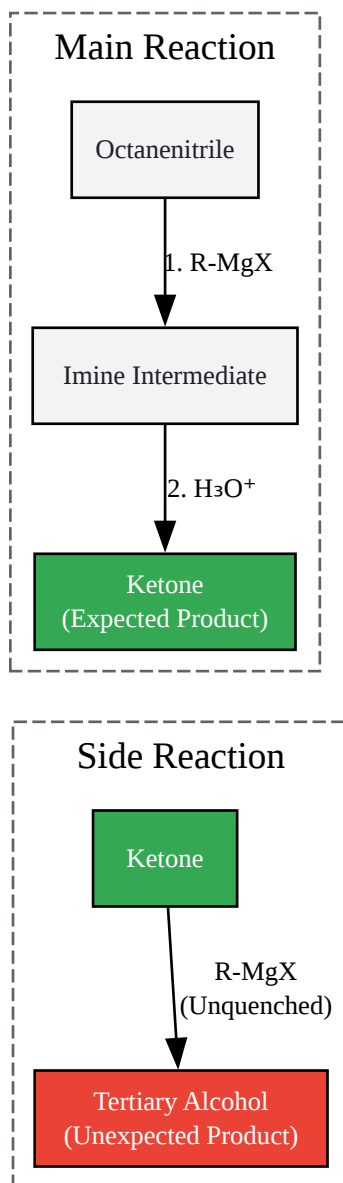 Main Reaction
Octanenitrile
1. R-MgX
Imine Intermediate
2. H₃O⁺
Ketone
(Expected Product)
Side Reaction
Ketone
R-MgX
(Unquenched)
Tertiary Alcohol
(Unexpected Product)